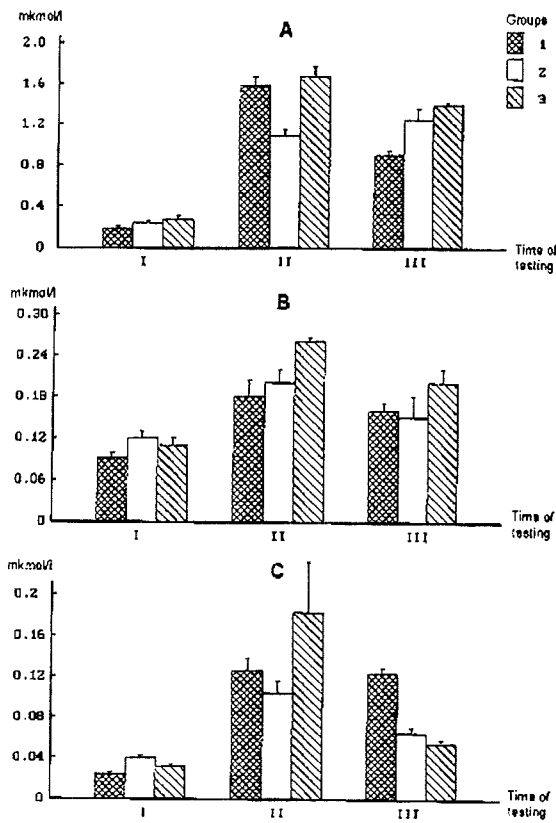 mkmol/l
A
Groups
1
2
3
2.0
1.6
1.2
0.4
0
I
II
III
Time of
testing
mkmol/l
B
0.30
0.24
0.18
0.12
0.06
0
I
II
III
Time of
testing
mkmol/l
C
0.2
0.16
0.12
0.08
0.04
0
I
II
III
Time of
testing